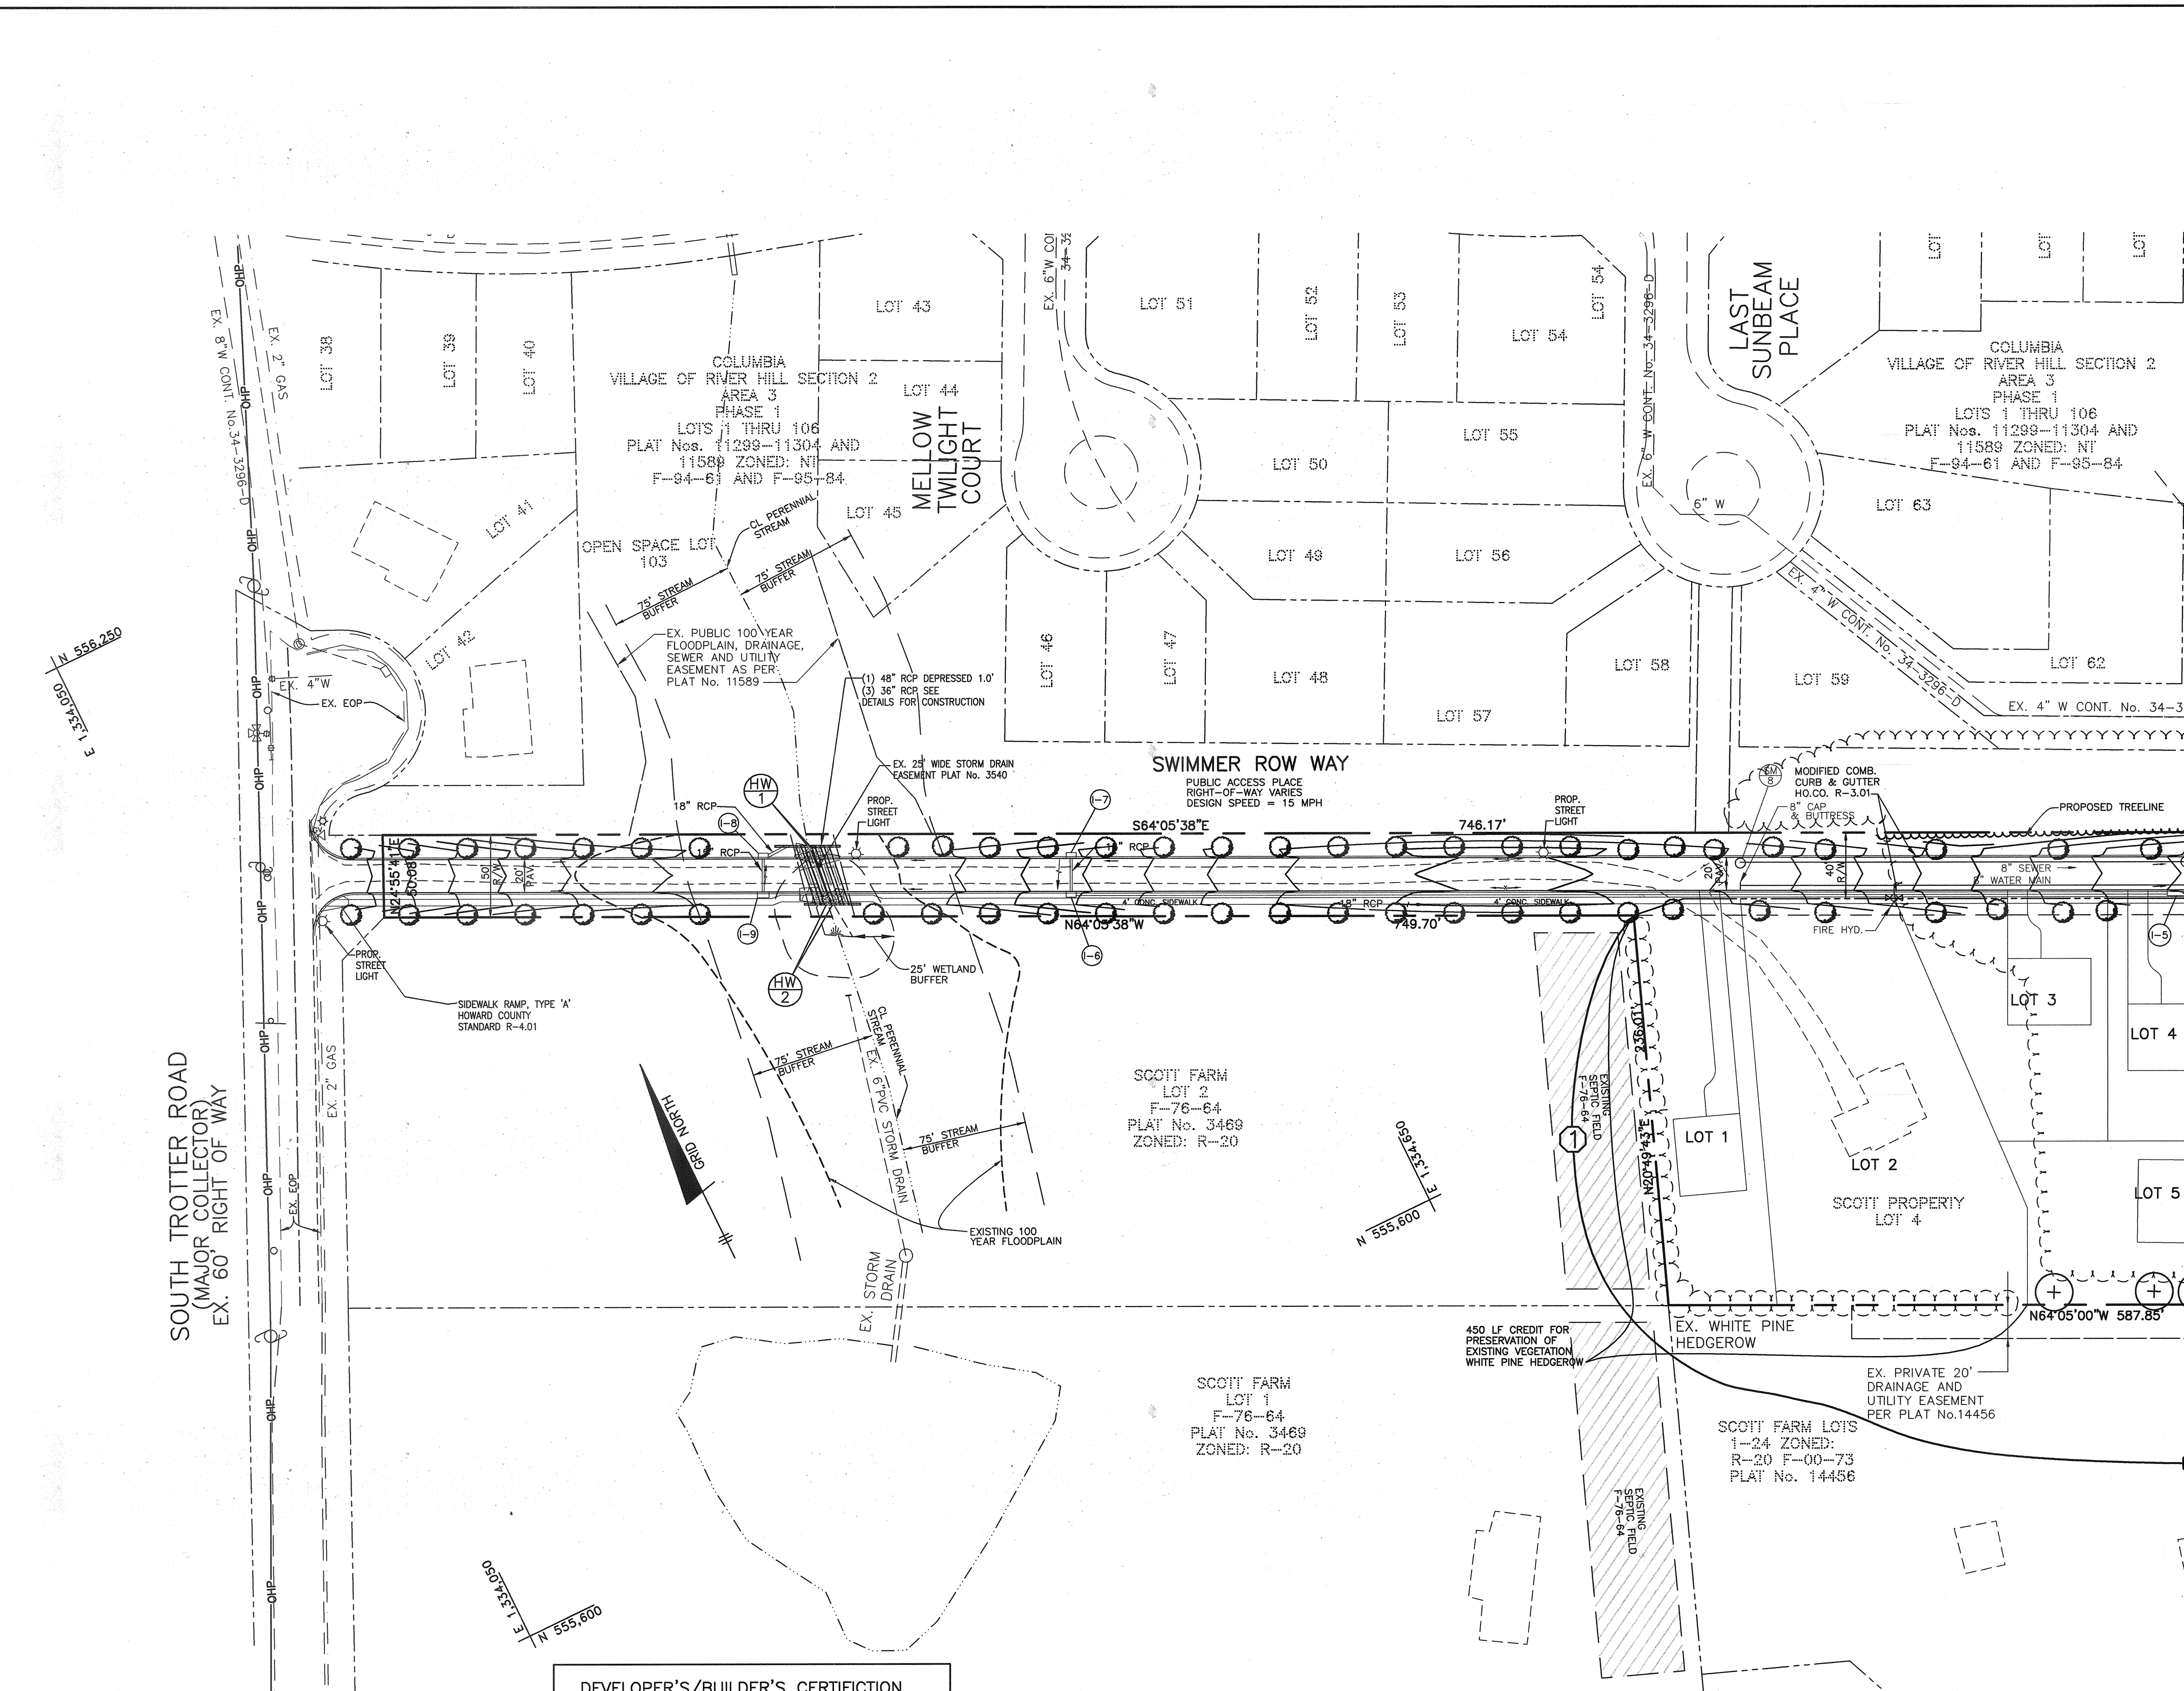 OHP
EX. 8"W CONT. No.34-3296-D
EX. 2" GAS
LOT 38
LOT 39
LOT 40
LOT 41
LOT 42
COLUMBIA
VILLAGE OF RIVER HILL SECTION 2
AREA 3
PHASE 1
LOTS 1 THRU 106
PLAT Nos. 11299-11304 AND
11589 ZONED: NT
F-94-61 AND F-95-84
OPEN SPACE LOT
103
LOT 43
LOT 44
LOT 45
MELLOW
TWILIGHT
COURT
EX. 6"W
LOT 51
LOT 52
LOT 53
LOT 54
LOT 54
LOT 50
LOT 55
LOT 49
LOT 56
LOT 46
LOT 47
LOT 48
LOT 57
LOT 58
LOT 59
EX. 6" W CONT. No. 34-3296-D
LAST
SUNBEAM
PLACE
6" W
LOT
LOT
LOT
COLUMBIA
VILLAGE OF RIVER HILL SECTION 2
AREA 3
PHASE 1
LOTS 1 THRU 106
PLAT Nos. 11299-11304 AND
11589 ZONED: NT
F-94-61 AND F-95-84
LOT 63
LOT 62
EX. 4" W CONT. No. 34-3296-D
EX. 4" W CONT. No. 34-3
CL PERENNIAL
STREAM
75' STREAM
BUFFER
75' STREAM
BUFFER
EX. PUBLIC 100 YEAR
FLOODPLAIN, DRAINAGE,
SEWER AND UTILITY
EASEMENT AS PER
PLAT No. 11589
(1) 48" RCP DEPRESSED 1.0'
(3) 36" RCP SEE
DETAILS FOR CONSTRUCTION
N 556,250
E 1,334,050
EX. 4"W
EX. EOP
EX. 25' WIDE STORM DRAIN
EASEMENT PLAT No. 3540
HW
1
18" RCP
I-8
PROP.
STREET
LIGHT
SWIMMER ROW WAY
PUBLIC ACCESS PLACE
RIGHT-OF-WAY VARIES
DESIGN SPEED = 15 MPH
I-7
S64°05'38"E
746.17'
PROP.
STREET
LIGHT
SM
8
MODIFIED COMB.
CURB & GUTTER
HO.CO. R-3.01
8" CAP
& BUTTRESS
PROPOSED TREELINE
N24°55'41"E
50.08'
50'
R/W
20'
PAV.
18" RCP
20'
PAV.
40'
R/W
8" SEWER
8" WATER MAIN
4' CONC. SIDEWALK
18" RCP
4' CONC. SIDEWALK
N64°05'38"W
749.70'
FIRE HYD.
I-5
I-9
I-6
HW
2
25' WETLAND
BUFFER
PROP.
STREET
LIGHT
SIDEWALK RAMP, TYPE 'A'
HOWARD COUNTY
STANDARD R-4.01
CL PERENNIAL
STREAM
EX. 6"PVC STORM DRAIN
75' STREAM
BUFFER
75' STREAM
BUFFER
EXISTING 100
YEAR FLOODPLAIN
GRID NORTH
SOUTH TROTTER ROAD
(MAJOR COLLECTOR)
EX. 60' RIGHT OF WAY
EX. EOP
EX. 2" GAS
SCOTT FARM
LOT 2
F-76-64
PLAT No. 3469
ZONED: R-20
E 1,334,650
N 555,600
EXISTING
SEPTIC FIELD
F-76-64
1
236.01'
N20°49'43"E
LOT 1
LOT 2
LOT 3
LOT 4
LOT 5
SCOTT PROPERTY
LOT 4
EX. STORM
DRAIN
450 LF CREDIT FOR
PRESERVATION OF
EXISTING VEGETATION
WHITE PINE HEDGEROW
EX. WHITE PINE
HEDGEROW
N64°05'00"W 587.85'
EX. PRIVATE 20'
DRAINAGE AND
UTILITY EASEMENT
PER PLAT No.14456
SCOTT FARM
LOT 1
F-76-64
PLAT No. 3469
ZONED: R-20
SCOTT FARM LOTS
1-24 ZONED:
R-20 F-00-73
PLAT No. 14456
EXISTING
SEPTIC FIELD
F-76-64
E 1,334,050
N 555,600
DEVELOPER'S/BUILDER'S CERTIFICTION